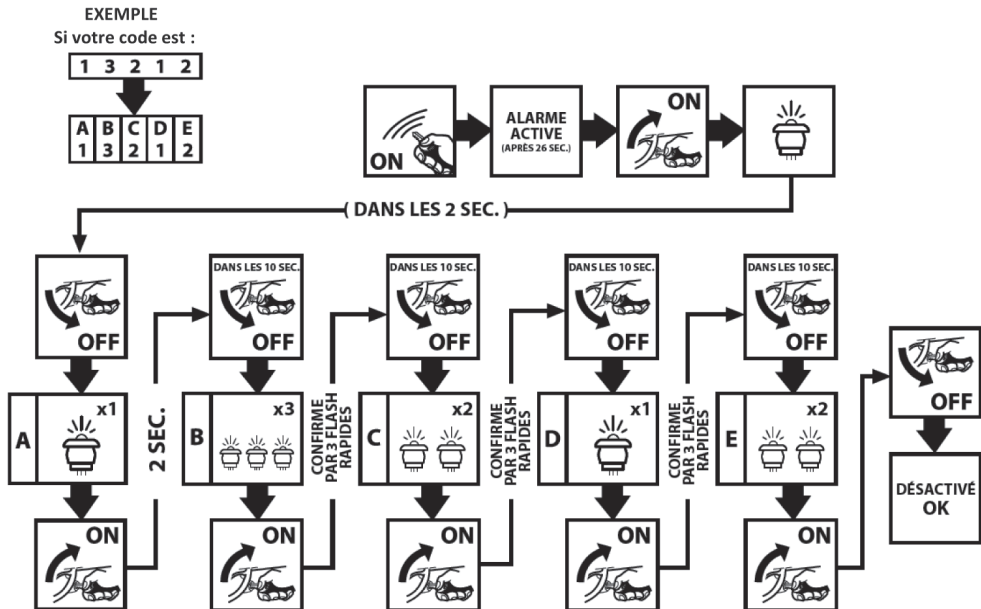 EXEMPLE
Si votre code est :
1 3 2 1 2
A B C D E
1 3 2 1 2
ON
ALARME
ACTIVE
(APRÈS 26 SEC.)
ON
( DANS LES 2 SEC. )
OFF
DANS LES 10 SEC.
OFF
DANS LES 10 SEC.
OFF
DANS LES 10 SEC.
OFF
DANS LES 10 SEC.
OFF
OFF
A
x1
2 SEC.
B
x3
CONFIRME
PAR 3 FLASH
RAPIDES
C
x2
CONFIRME
PAR 3 FLASH
RAPIDES
D
x1
CONFIRME
PAR 3 FLASH
RAPIDES
E
x2
DÉSACTIVÉ
OK
ON
ON
ON
ON
ON